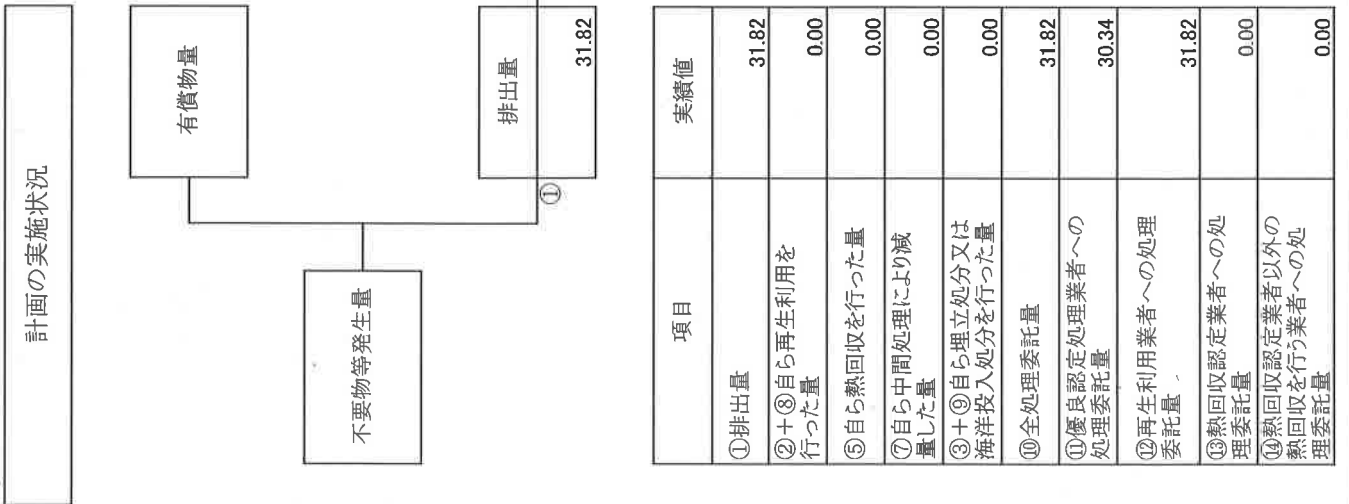 計画の実施状況
有償物量
不要物等発生量
①
排出量
31.82
項目
実績値
①排出量
31.82
②+⑧自ら再生利用を
行った量
0.00
⑤自ら熱回収を行った量
0.00
⑦自ら中間処理により減
量した量
0.00
③+⑨自ら埋立処分又は
海洋投入処分を行った量
0.00
⑩全処理委託量
31.82
⑪優良認定処理業者への
処理委託量
30.34
⑫再生利用業者への処理
委託量
31.82
⑬熱回収認定業者への処
理委託量
0.00
⑭熱回収認定業者以外の
熱回収を行う業者への処
理委託量
0.00